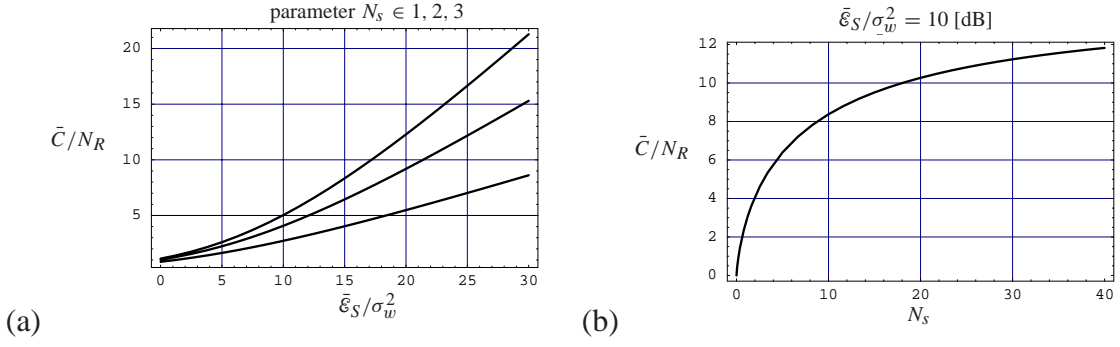 parameter N_s ∈ 1, 2, 3
20
15
10
5
C̄/N_R
0 5 10 15 20 25 30
ℰ̄_S/σ_w^2
(a)
ℰ̄_S/σ_w^2 = 10 [dB]
12
10
8
6
4
2
0
C̄/N_R
0 10 20 30 40
N_s
(b)